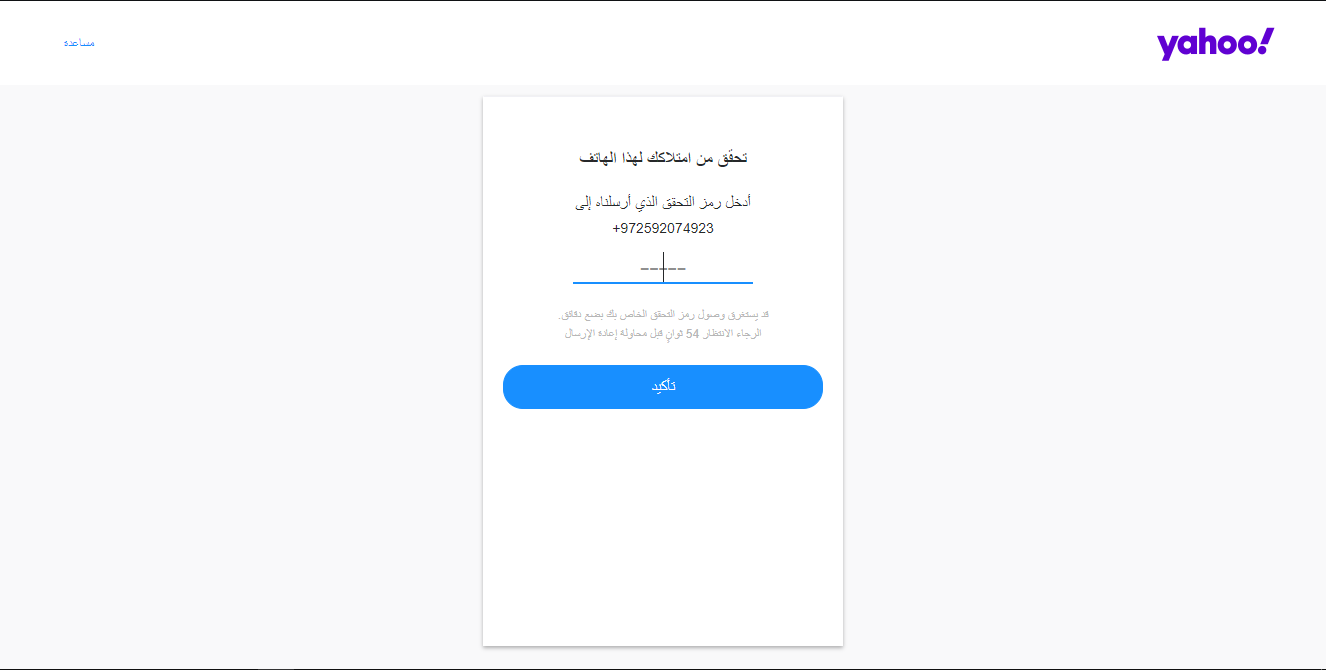 yahoo!
مساعدة
تحقّق من امتلاكك لهذا الهاتف
أدخل رمز التحقق الذي أرسلناه إلى
+972592074923
قد يستغرق وصول رمز التحقق الخاص بك بضع دقائق.
الرجاء الانتظار 54 ثوانٍ قبل محاولة إعادة الإرسال
تأكيد